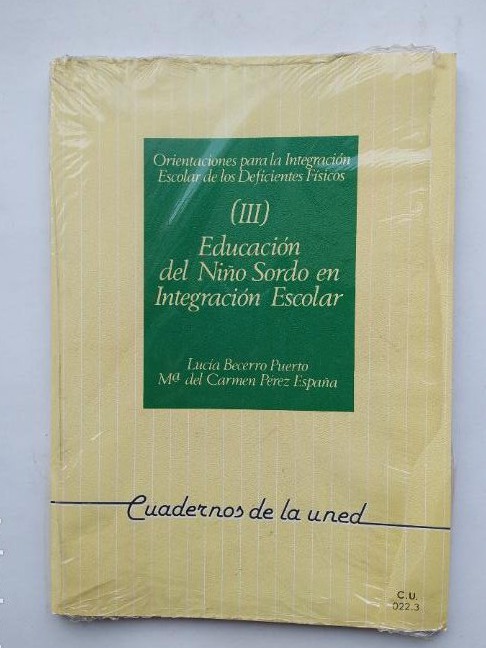 Orientaciones para la Integración
Escolar de los Deficientes Físicos
(III)
Educación
del Niño Sordo en
Integración Escolar
Lucía Becerro Puerto
Mª del Carmen Pérez España
Cuadernos de la uned
C.U.
022.3